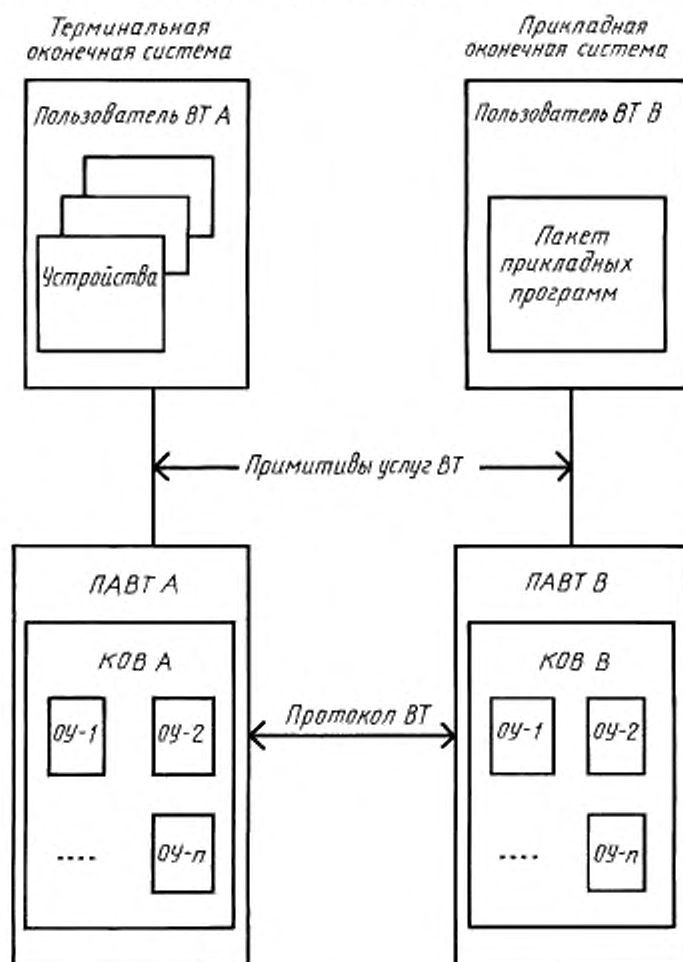 Терминальная
оконечная система
Прикладная
оконечная система
Пользователь ВТ А
Устройства
Пользователь ВТ В
Пакет
прикладных
программ
Примитивы услуг ВТ
ПАВТ А
КОВ А
ОУ-1
ОУ-2
....
ОУ-п
Протокол ВТ
ПАВТ В
КОВ В
ОУ-1
ОУ-2
....
ОУ-п